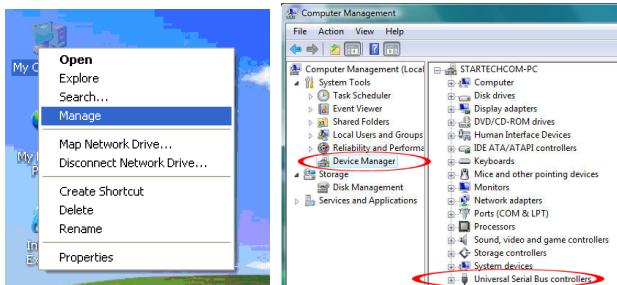 My C
Open
Explore
Search...
Manage
Map Network Drive...
Disconnect Network Drive...
Create Shortcut
Delete
Rename
Properties
My
P
In
Ex
Computer Management
File Action View Help
Computer Management (Local
System Tools
Task Scheduler
Event Viewer
Shared Folders
Local Users and Groups
Reliability and Performa
Device Manager
Storage
Disk Management
Services and Applications
STARTECHCOM-PC
Computer
Disk drives
Display adapters
DVD/CD-ROM drives
Human Interface Devices
IDE ATA/ATAPI controllers
Keyboards
Mice and other pointing devices
Monitors
Network adapters
Ports (COM & LPT)
Processors
Sound, video and game controllers
Storage controllers
System devices
Universal Serial Bus controllers